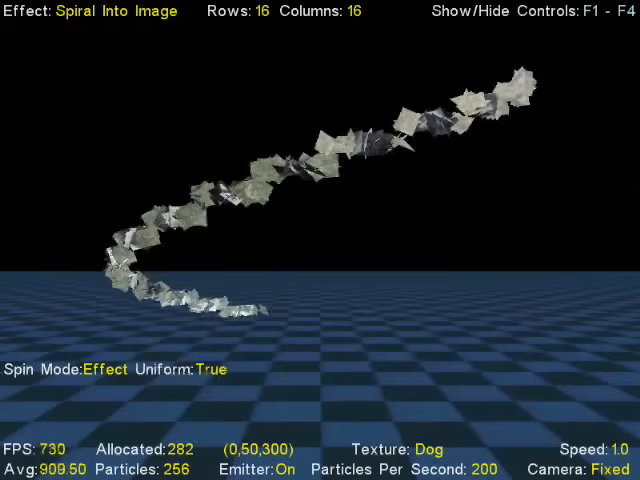 Effect: Spiral Into Image Rows: 16 Columns: 16 Show/Hide Controls: F1 - F4
Spin Mode:Effect Uniform:True
FPS: 730 Allocated:282 (0,50,300) Texture: Dog Speed:1.0
Avg:909.50 Particles: 256 Emitter:On Particles Per Second: 200 Camera: Fixed